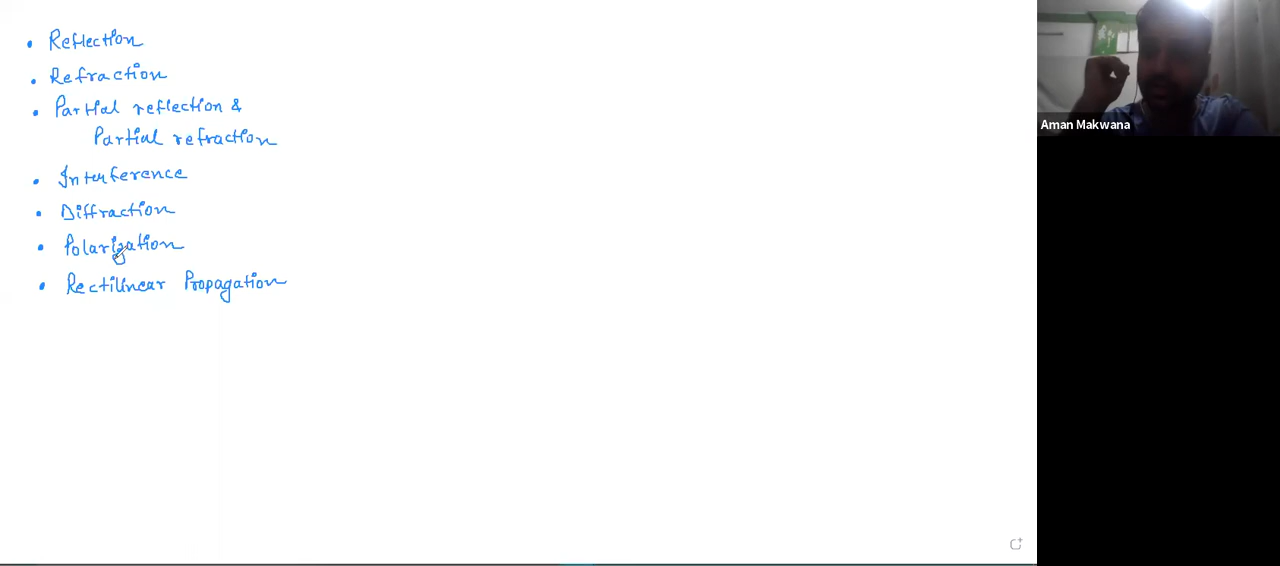 • Reflection
• Refraction
• Partial reflection &
Partial refraction
• Interference
• Diffraction
• Polarization
• Rectilinear Propagation
Aman Makwana